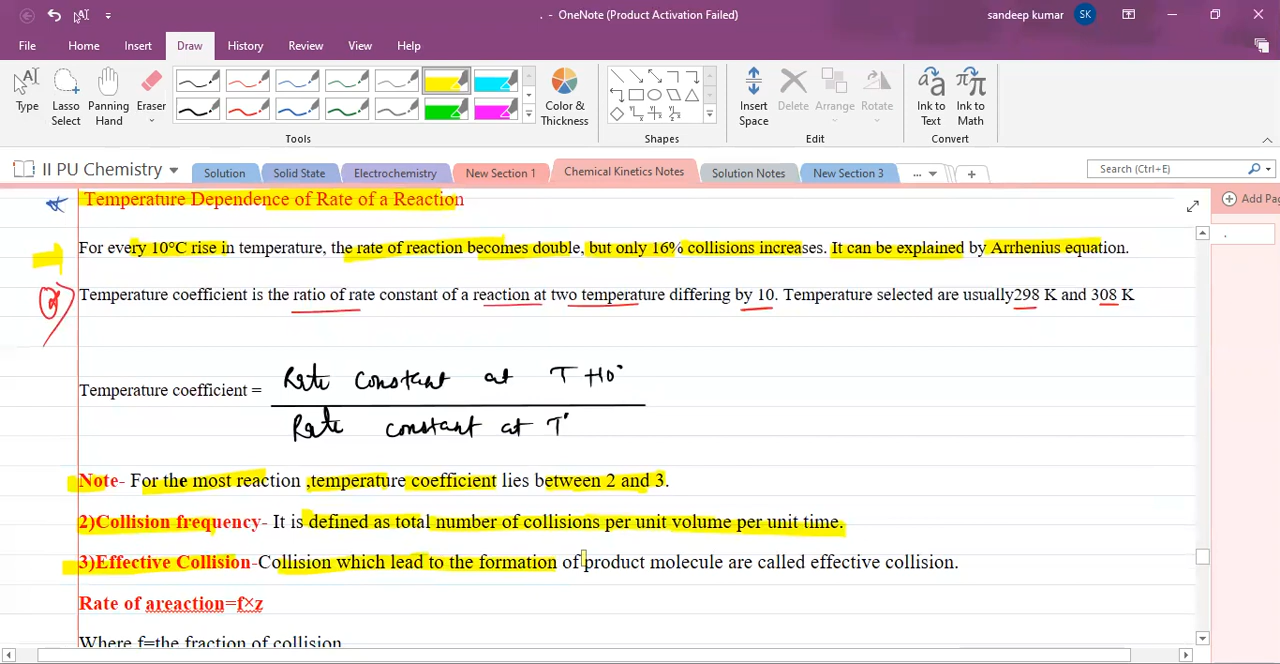 . - OneNote (Product Activation Failed)
sandeep kumar SK
File Home Insert Draw History Review View Help
Type Lasso Select Panning Hand Eraser Color & Thickness Insert Space Delete Arrange Rotate Ink to Text Ink to Math
Tools Shapes Edit Convert
II PU Chemistry Solution Solid State Electrochemistry New Section 1 Chemical Kinetics Notes Solution Notes New Section 3 ... Search (Ctrl+E)
Add Pag
Temperature Dependence of Rate of a Reaction
For every 10°C rise in temperature, the rate of reaction becomes double, but only 16% collisions increases. It can be explained by Arrhenius equation.
Temperature coefficient is the ratio of rate constant of a reaction at two temperature differing by 10. Temperature selected are usually298 K and 308 K
Rate constant at T+10°
Temperature coefficient =
Rate constant at T°
Note- For the most reaction ,temperature coefficient lies between 2 and 3.
2)Collision frequency- It is defined as total number of collisions per unit volume per unit time.
3)Effective Collision-Collision which lead to the formation of product molecule are called effective collision.
Rate of areaction=f×z
Where f=the fraction of collision